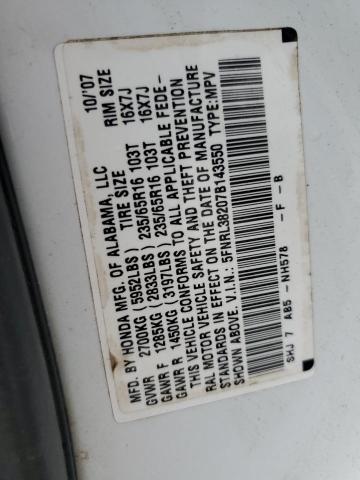 MFD. BY HONDA MFG. OF ALABAMA, LLC 10/'07
GVWR 2700KG (5952LBS) TIRE SIZE RIM SIZE
GAWR F 1285KG (2833LBS) 235/65R16 103T 16X7J
GAWR R 1450KG (3197LBS) 235/65R16 103T 16X7J
THIS VEHICLE CONFORMS TO ALL APPLICABLE FEDE-
RAL MOTOR VEHICLE SAFETY AND THEFT PREVENTION
STANDARDS IN EFFECT ON THE DATE OF MANUFACTURE
SHOWN ABOVE. V.I.N.: 5FNRL38207B143550 TYPE:MPV
SHJ 7 AB5 -NH578 -F -B